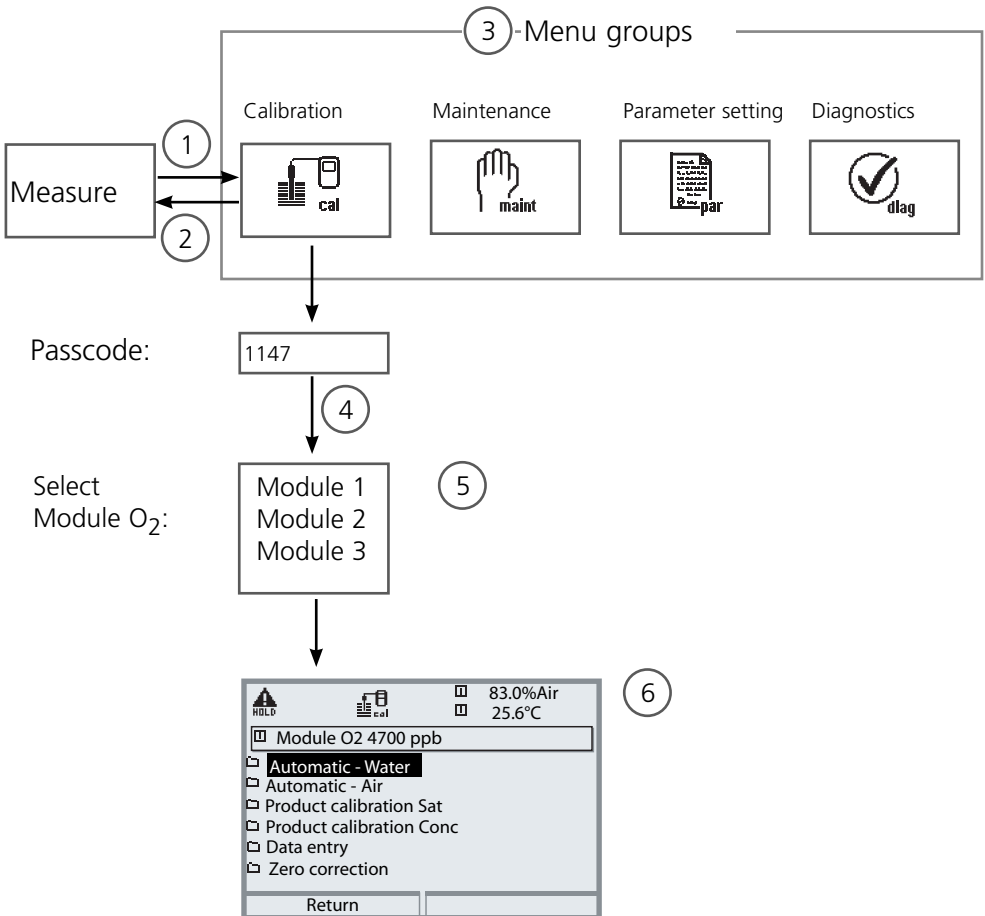 3 Menu groups
Calibration Maintenance Parameter setting Diagnostics
1
Measure
cal maint par diag
2
Passcode: 1147
4
Select
Module O2:
Module 1
Module 2
Module 3
5
6
HOLD cal 83.0%Air
25.6°C
Module O2 4700 ppb
Automatic - Water
Automatic - Air
Product calibration Sat
Product calibration Conc
Data entry
Zero correction
Return